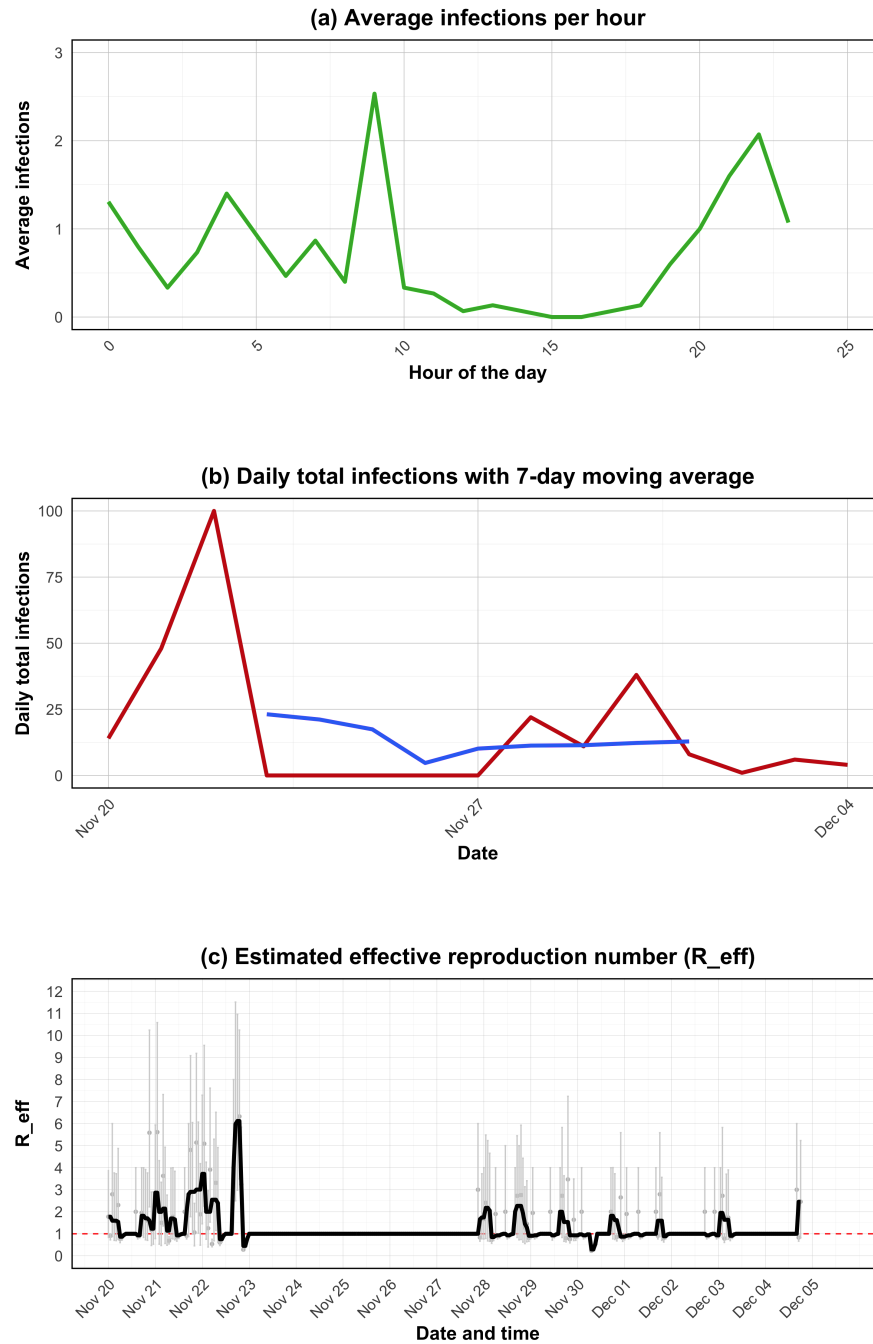 (a) Average infections per hour
Average infections
3
2
1
0
0
5
10
15
20
25
Hour of the day
(b) Daily total infections with 7-day moving average
Daily total infections
100
75
50
25
0
Nov 20
Nov 27
Dec 04
Date
(c) Estimated effective reproduction number (R_eff)
R_eff
12
11
10
9
8
7
6
5
4
3
2
1
0
Nov 20
Nov 21
Nov 22
Nov 23
Nov 24
Nov 25
Nov 26
Nov 27
Nov 28
Nov 29
Nov 30
Dec 01
Dec 02
Dec 03
Dec 04
Dec 05
Date and time